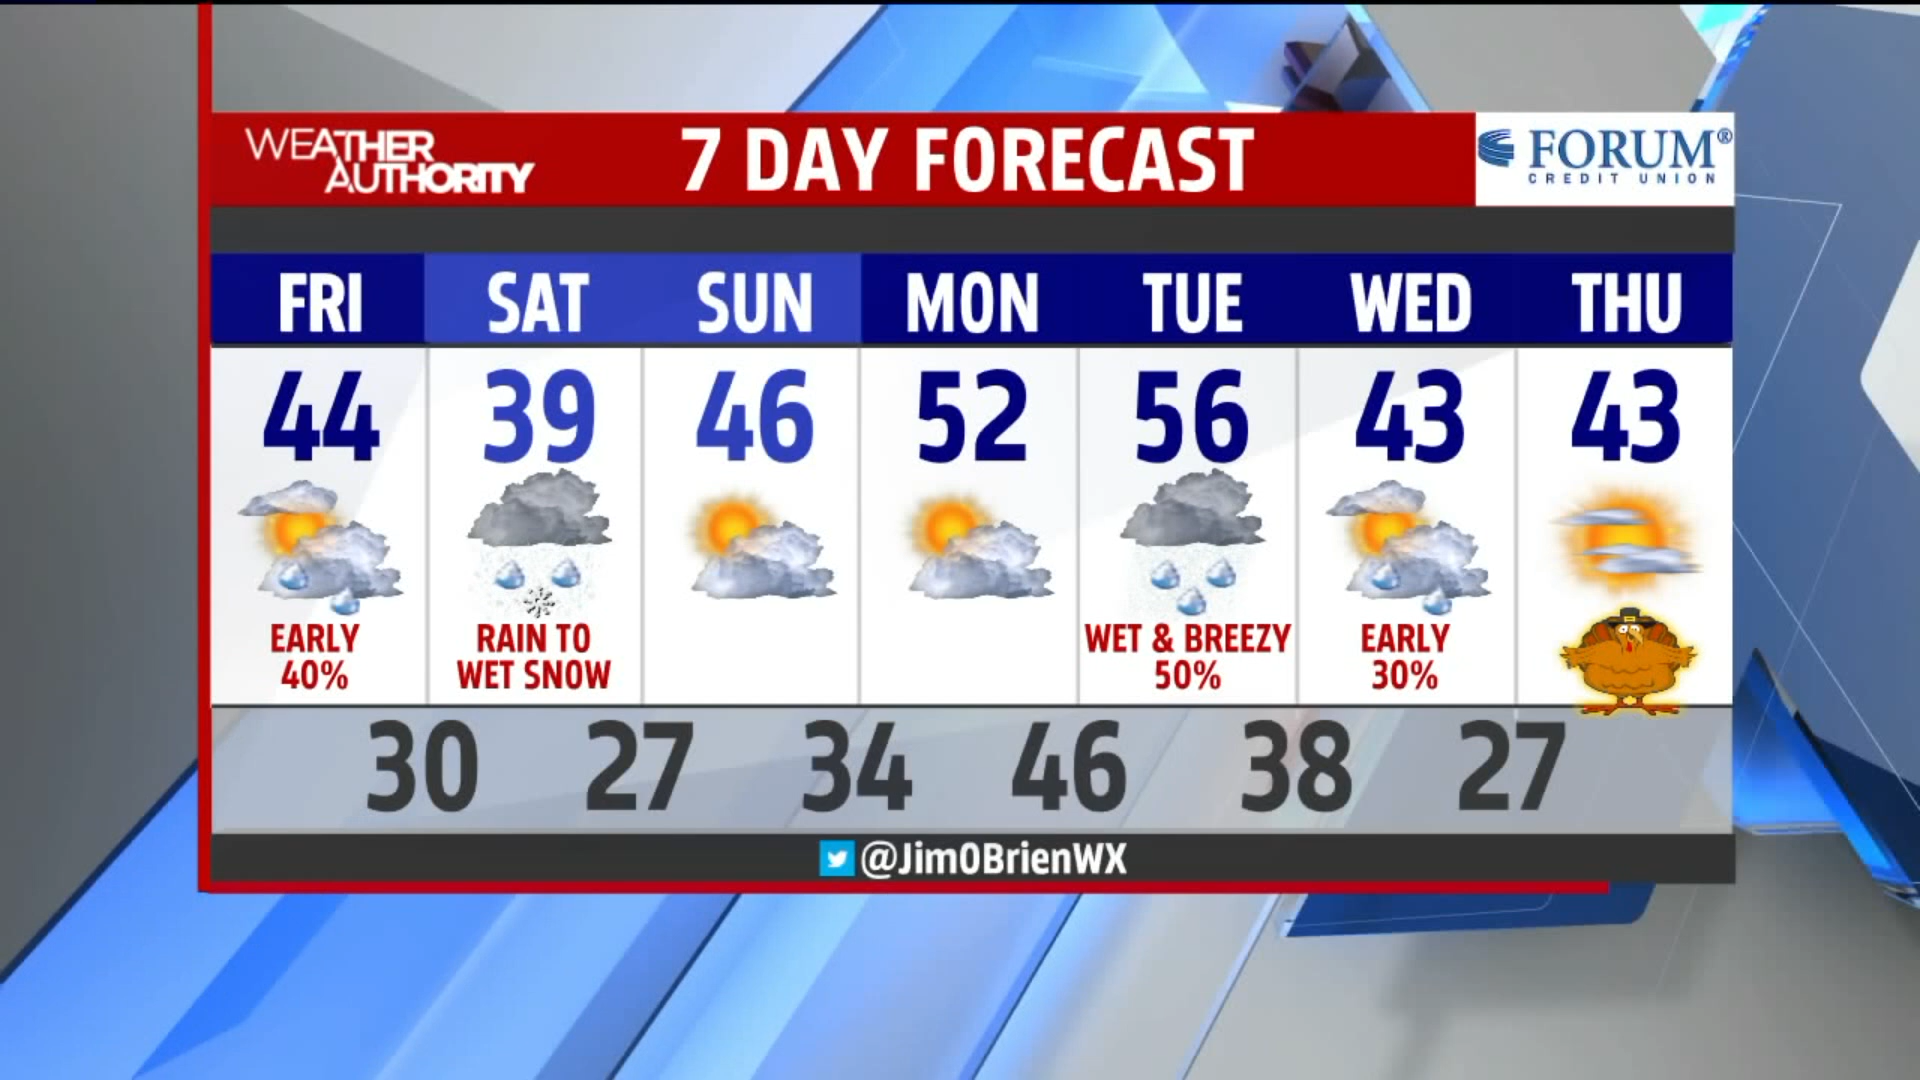 WEATHER
AUTHORITY
7 DAY FORECAST
FORUM®
CREDIT UNION
FRI SAT SUN MON TUE WED THU
44 39 46 52 56 43 43
EARLY
40%
RAIN TO
WET SNOW
WET & BREEZY
50%
EARLY
30%
30 27 34 46 38 27
@JimOBrienWX